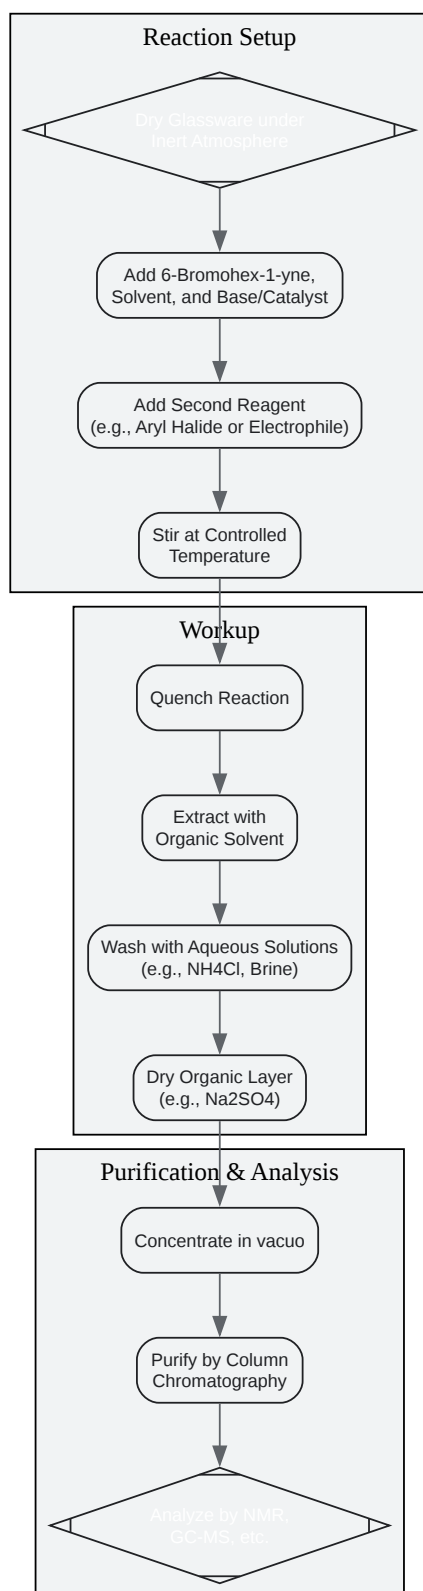 Reaction Setup
Dry Glassware under
Inert Atmosphere
Add 6-Bromohex-1-yne,
Solvent, and Base/Catalyst
Add Second Reagent
(e.g., Aryl Halide or Electrophile)
Stir at Controlled
Temperature
Workup
Quench Reaction
Extract with
Organic Solvent
Wash with Aqueous Solutions
(e.g., NH4Cl, Brine)
Dry Organic Layer
(e.g., Na2SO4)
Purification & Analysis
Concentrate in vacuo
Purify by Column
Chromatography
Analyze by NMR,
GC-MS, etc.